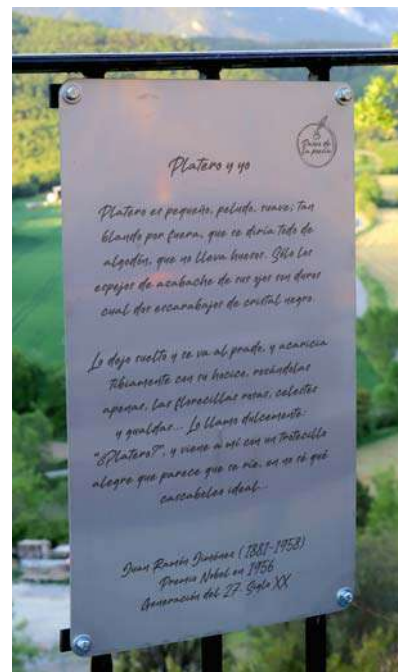 Paseo de
la poesía
Platero y yo
Platero es pequeño, peludo, suave; tan
blando por fuera, que se diría todo de
algodón, que no lleva huesos. Sólo los
espejos de azabache de sus ojos son duros
cual dos escarabajos de cristal negro.
Lo dejo suelto y se va al prado, y acaricia
tibiamente con su hocico, rozándolas
apenas, las florecillas rosas, celestes
y gualdas... Lo llamo dulcemente:
"¿Platero?", y viene a mí con un trotecillo
alegre que parece que se ríe, en no sé qué
cascabeleo ideal...
Juan Ramón Jiménez (1881-1958)
Premio Nobel en 1956
Generación del 27. Siglo XX